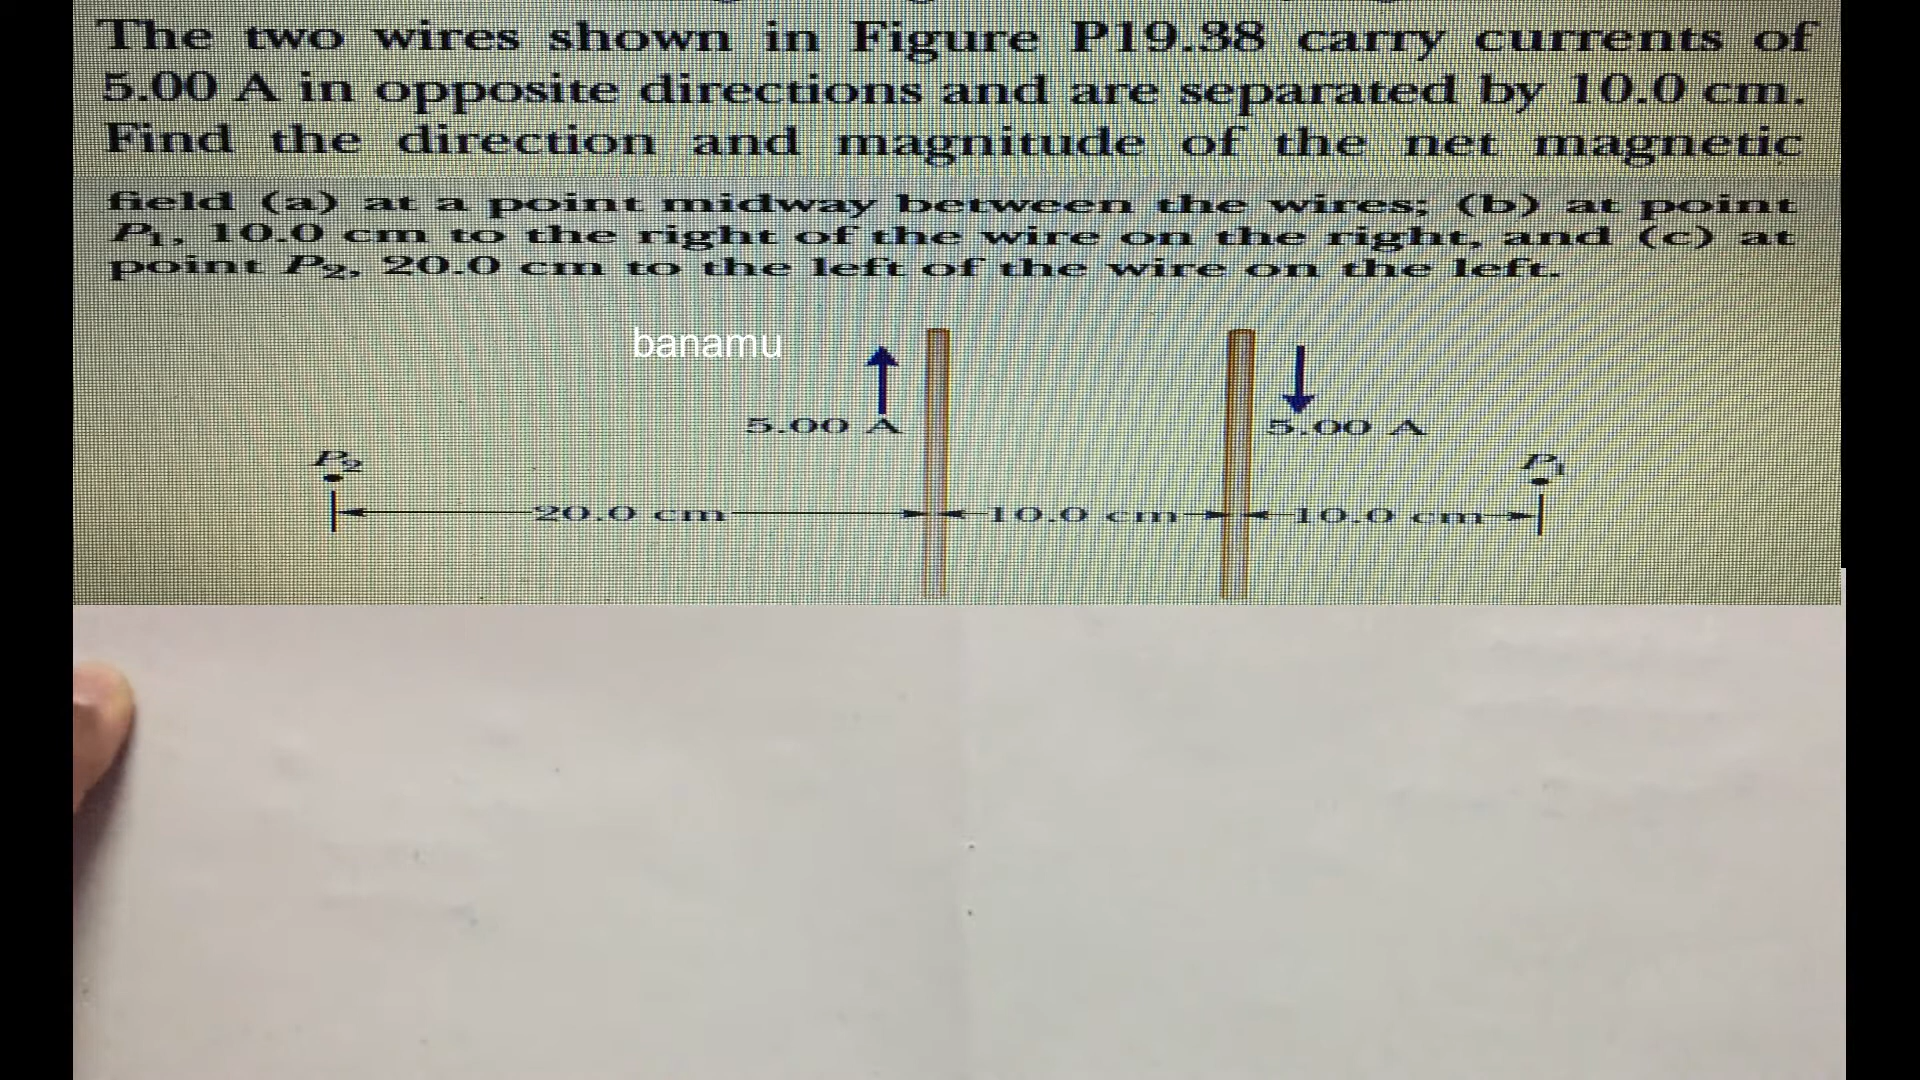 The two wires shown in Figure P19.38 carry currents of
5.00 A in opposite directions and are separated by 10.0 cm.
Find the direction and magnitude of the net magnetic
field (a) at a point midway between the wires; (b) at point
P₁, 10.0 cm to the right of the wire on the right, and (c) at
point P₂, 20.0 cm to the left of the wire on the left.
banamu
5.00 A
5.00 A
P₂
P₁
20.0 cm
10.0 cm
10.0 cm